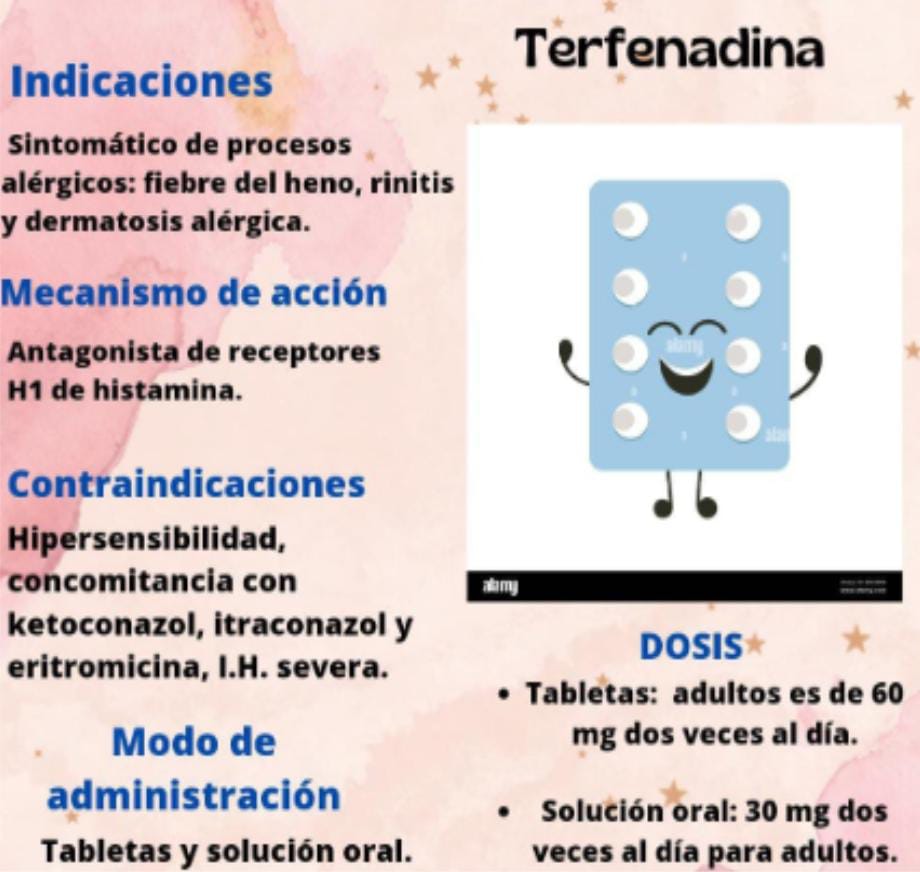 Terfenadina
Indicaciones
Sintomático de procesos
alérgicos: fiebre del heno, rinitis
y dermatosis alérgica.
Mecanismo de acción
Antagonista de receptores
H1 de histamina.
Contraindicaciones
Hipersensibilidad,
concomitancia con
ketoconazol, itraconazol y
eritromicina, I.H. severa.
Modo de
administración
Tabletas y solución oral.
alamy
alamy
DOSIS
• Tabletas: adultos es de 60
mg dos veces al día.
• Solución oral: 30 mg dos
veces al día para adultos.